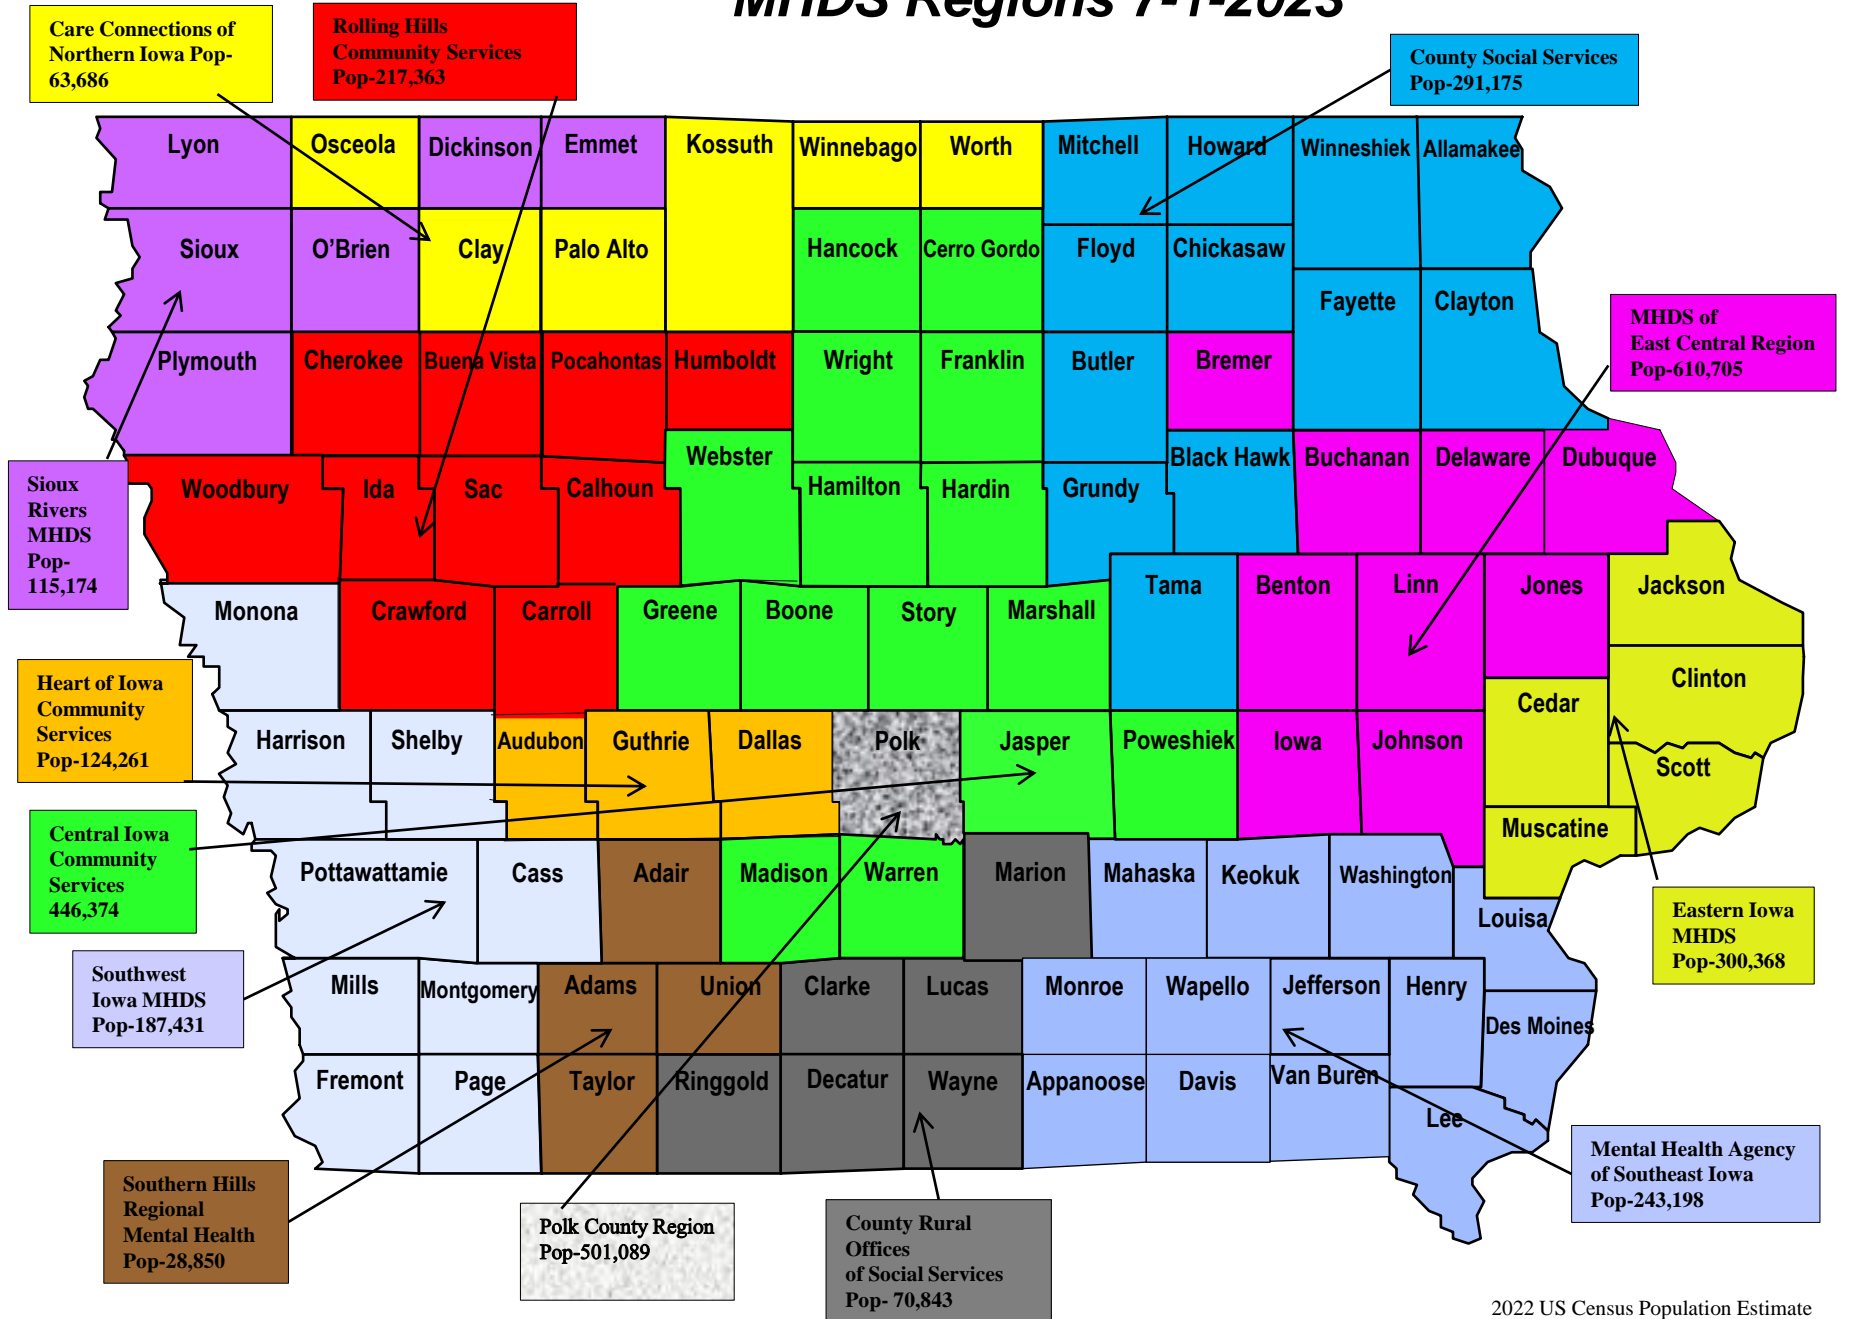 MHDS Regions 7-1-2023
Care Connections of
Northern Iowa Pop-
63,686
Rolling Hills
Community Services
Pop-217,363
County Social Services
Pop-291,175
Lyon
Osceola
Dickinson
Emmet
Kossuth
Winnebago
Worth
Mitchell
Howard
Winneshiek
Allamakee
Sioux
O'Brien
Clay
Palo Alto
Hancock
Cerro Gordo
Floyd
Chickasaw
Fayette
Clayton
MHDS of
East Central Region
Pop-610,705
Plymouth
Cherokee
Buena Vista
Pocahontas
Humboldt
Wright
Franklin
Butler
Bremer
Webster
Black Hawk
Buchanan
Delaware
Dubuque
Sioux
Rivers
MHDS
Pop-
115,174
Woodbury
Ida
Sac
Calhoun
Hamilton
Hardin
Grundy
Monona
Crawford
Carroll
Greene
Boone
Story
Marshall
Tama
Benton
Linn
Jones
Jackson
Heart of Iowa
Community
Services
Pop-124,261
Harrison
Shelby
Audubon
Guthrie
Dallas
Polk
Jasper
Poweshiek
Iowa
Johnson
Cedar
Clinton
Scott
Central Iowa
Community
Services
446,374
Muscatine
Pottawattamie
Cass
Adair
Madison
Warren
Marion
Mahaska
Keokuk
Washington
Louisa
Eastern Iowa
MHDS
Pop-300,368
Southwest
Iowa MHDS
Pop-187,431
Mills
Montgomery
Adams
Union
Clarke
Lucas
Monroe
Wapello
Jefferson
Henry
Des Moines
Fremont
Page
Taylor
Ringgold
Decatur
Wayne
Appanoose
Davis
Van Buren
Lee
Mental Health Agency
of Southeast Iowa
Pop-243,198
Southern Hills
Regional
Mental Health
Pop-28,850
Polk County Region
Pop-501,089
County Rural
Offices
of Social Services
Pop- 70,843
2022 US Census Population Estimate